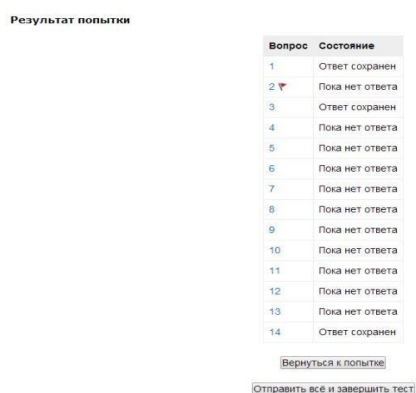 Результат попытки
Вопрос Состояние
1 Ответ сохранен
2 Пока нет ответа
3 Ответ сохранен
4 Пока нет ответа
5 Пока нет ответа
6 Пока нет ответа
7 Пока нет ответа
8 Пока нет ответа
9 Пока нет ответа
10 Пока нет ответа
11 Пока нет ответа
12 Пока нет ответа
13 Пока нет ответа
14 Ответ сохранен
Вернуться к попытке
Отправить всё и завершить тест